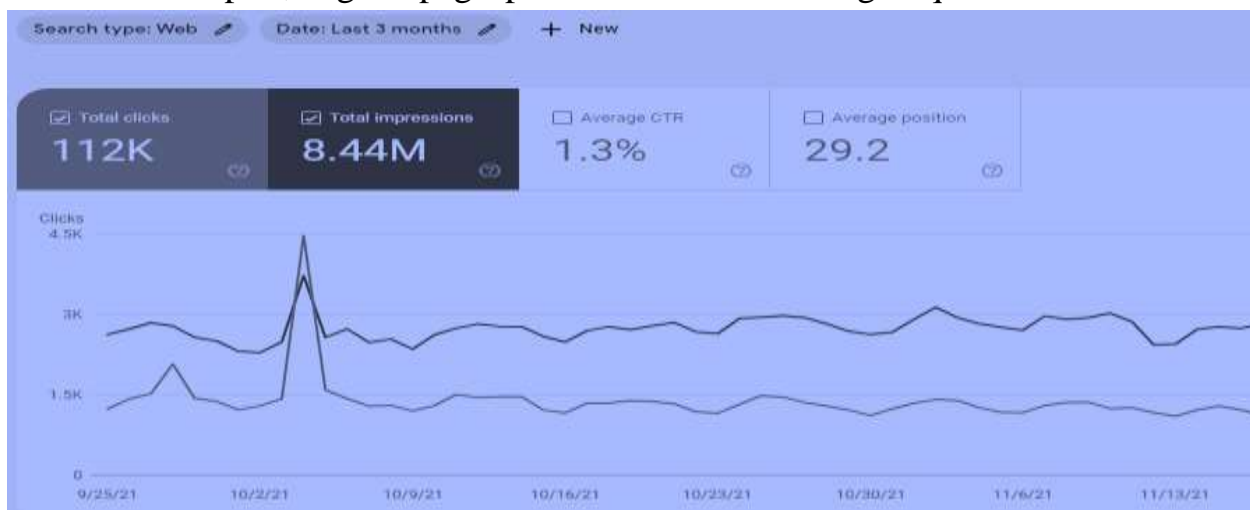 Search type: Web Date: Last 3 months + New
Total clicks Total impressions Average CTR Average position
112K 8.44M 1.3% 29.2
Clicks
4.5K
3K
1.5K
0
9/25/21 10/2/21 10/9/21 10/16/21 10/23/21 10/30/21 11/6/21 11/13/21